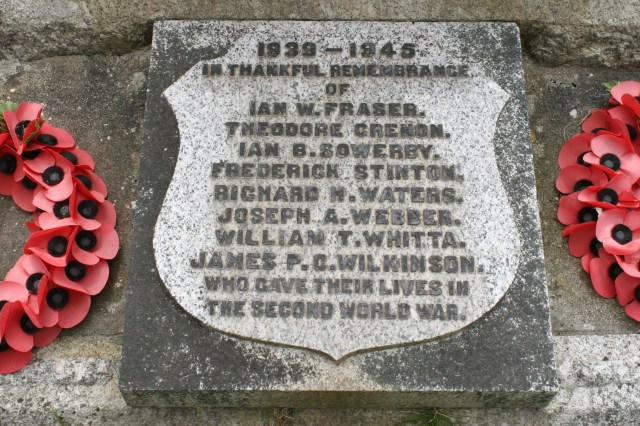 1939 – 1945.
IN THANKFUL REMEMBRANCE
OF
IAN W. FRASER.
THEODORE GRENON.
IAN B. SOWERBY.
FREDERICK STINTON.
RICHARD H. WATERS.
JOSEPH A. WEBBER.
WILLIAM T. WHITTA.
JAMES P. G. WILKINSON.
WHO GAVE THEIR LIVES IN
THE SECOND WORLD WAR.